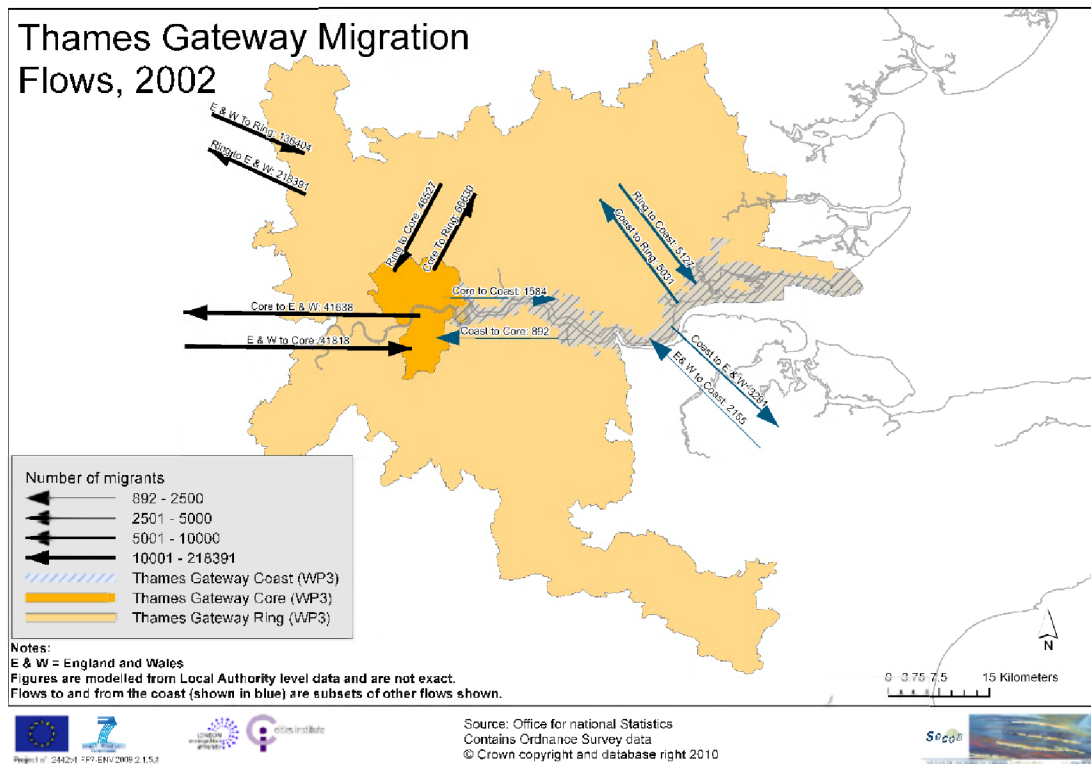 Thames Gateway Migration
Flows, 2002
E & W To Ring: 136404
Ring to E & W: 218391
Ring to Core: 48527
Core To Ring: 68630
Ring to Coast: 5127
Coast to Ring: 5031
Core to Coast: 1584
Core to E & W: 41638
Coast to Core: 892
E & W to Core: 41818
Coast to E & W: 3281
E & W to Coast: 2155
Number of migrants
892 - 2500
2501 - 5000
5001 - 10000
10001 - 218391
Thames Gateway Coast (WP3)
Thames Gateway Core (WP3)
Thames Gateway Ring (WP3)
Notes:
E & W = England and Wales
Figures are modelled from Local Authority level data and are not exact.
Flows to and from the coast (shown in blue) are subsets of other flows shown.
N
0 3.75 7.5 15 Kilometers
cities institute
Source: Office for national Statistics
Contains Ordnance Survey data
© Crown copyright and database right 2010
Secoa